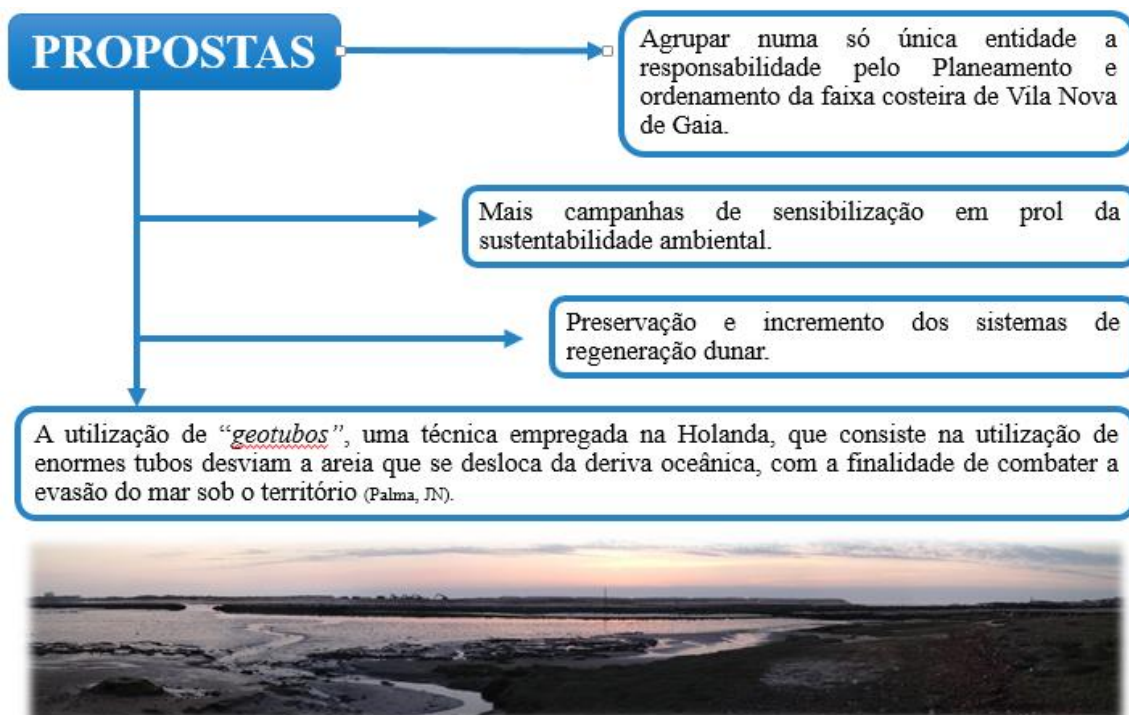 PROPOSTAS
Agrupar numa só única entidade a
responsabilidade pelo Planeamento e
ordenamento da faixa costeira de Vila Nova
de Gaia.
Mais campanhas de sensibilização em prol da
sustentabilidade ambiental.
Preservação e incremento dos sistemas de
regeneração dunar.
A utilização de “geotubos”, uma técnica empregada na Holanda, que consiste na utilização de
enormes tubos desviam a areia que se desloca da deriva oceânica, com a finalidade de combater a
evasão do mar sob o território (Palma, JN).